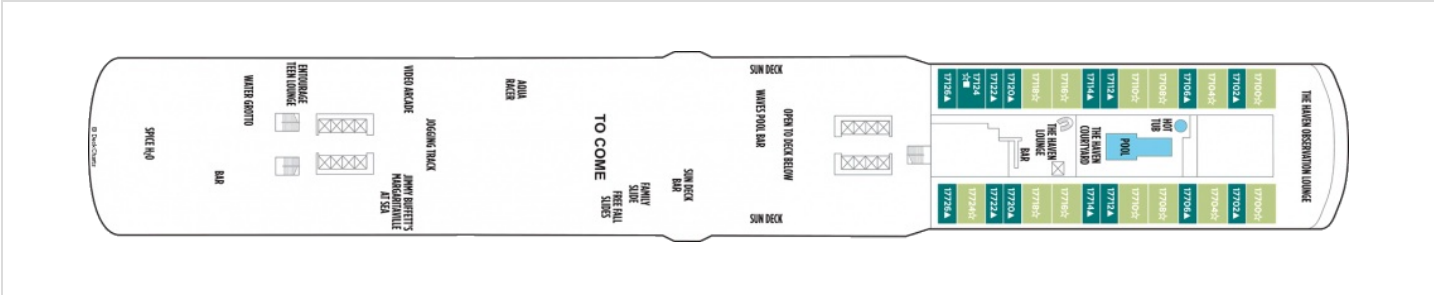 © Deck-Charts
SPICE H₂O
BAR
WATER GROTTO
ENTOURAGE
TEEN LOUNGE
VIDEO ARCADE
JOGGING TRACK
JIMMY BUFFETT'S
MARGARITAVILLE
AT SEA
AQUA
RACER
TO COME
FREE FALL
SLIDES
FAMILY
SLIDE
SUN DECK
BAR
SUN DECK
WAVES POOL BAR
OPEN TO DECK BELOW
SUN DECK
17126▲
17124
☆■
17122▲
17120▲
17118☆
17116☆
17114▲
17112▲
17110☆
17108☆
17106▲
17104☆
17102▲
17100☆
THE HAVEN
LOUNGE
BAR
THE HAVEN
COURTYARD
POOL
HOT
TUB
17726▲
17724☆
17722▲
17720▲
17718☆
17716☆
17714▲
17712▲
17710☆
17708☆
17706▲
17704☆
17702▲
17700☆
THE HAVEN OBSERVATION LOUNGE